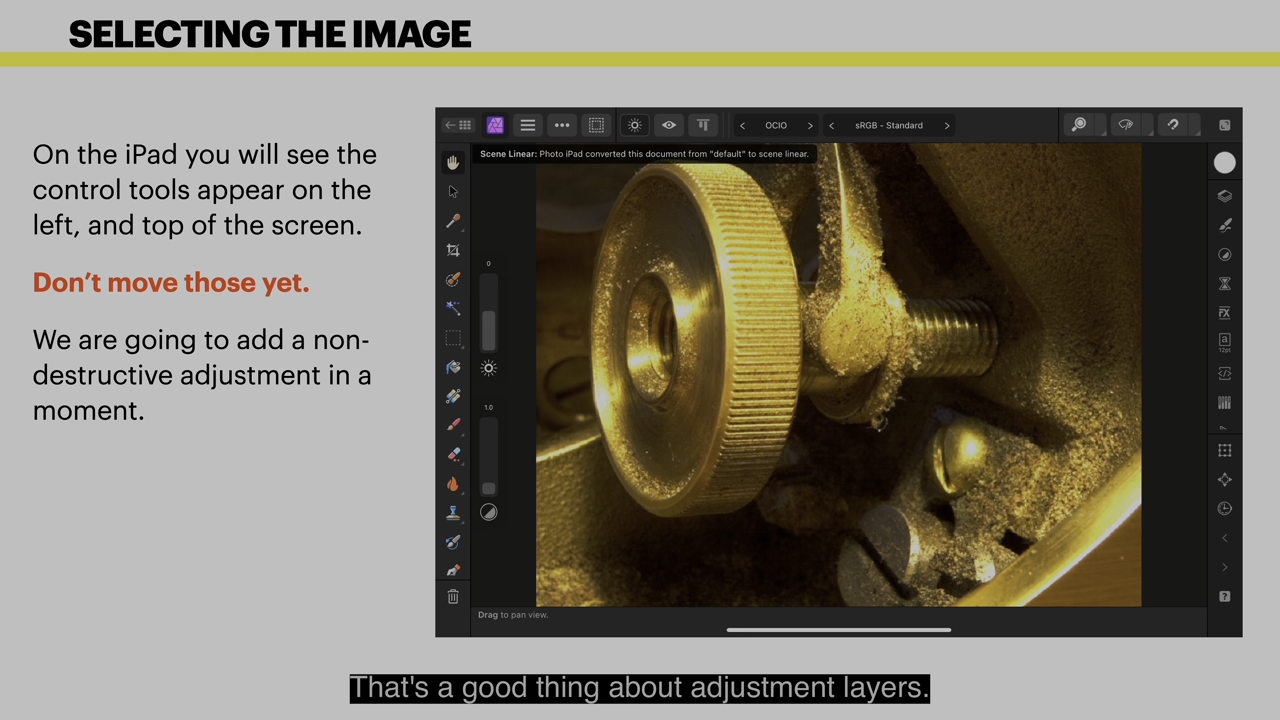 SELECTING THE IMAGE
On the iPad you will see the
control tools appear on the
left, and top of the screen.
Don't move those yet.
We are going to add a non-
destructive adjustment in a
moment.
OCIO
sRGB - Standard
Scene Linear: Photo iPad converted this document from "default" to scene linear.
0
1.0
FX
a
12pt
?
Drag to pan view.
That's a good thing about adjustment layers.